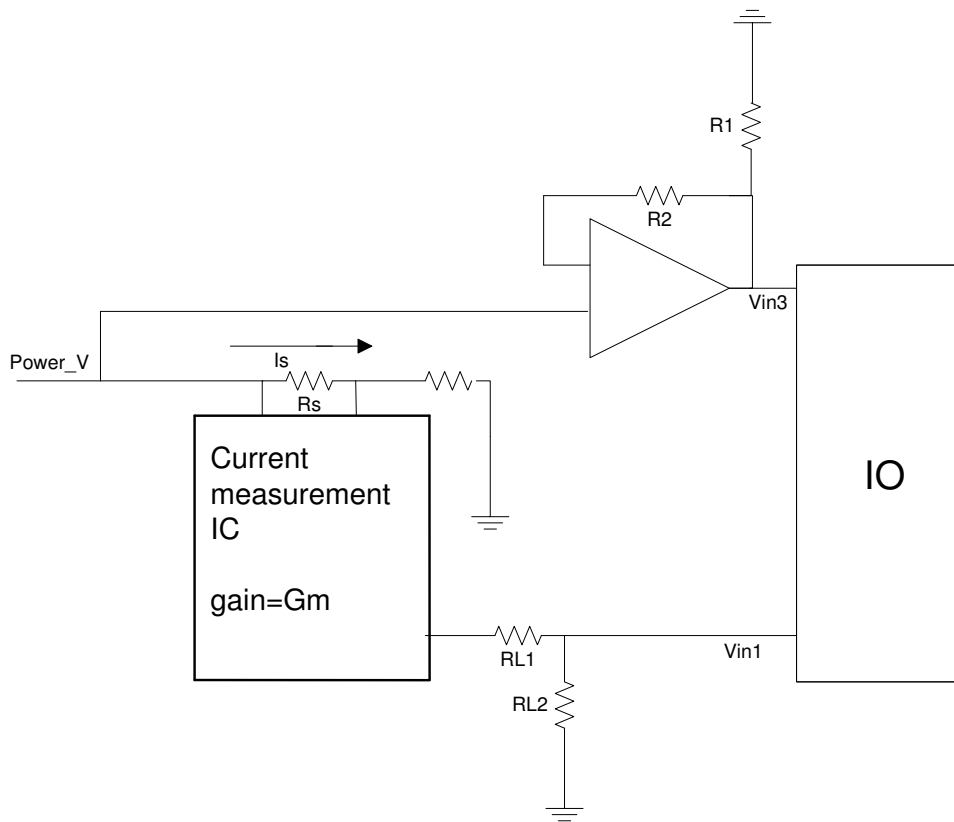 R1
R2
Vin3
Power_V
Is
Rs
Current
measurement
IC
gain=Gm
IO
RL1
Vin1
RL2